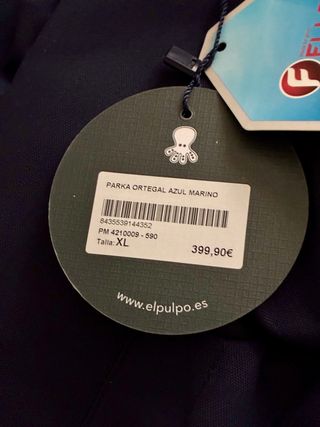 PARKA ORTEGAL AZUL MARINO
8435539144352
PM 4210009 - 590
Talla: XL
399,90€
www.elpulpo.es